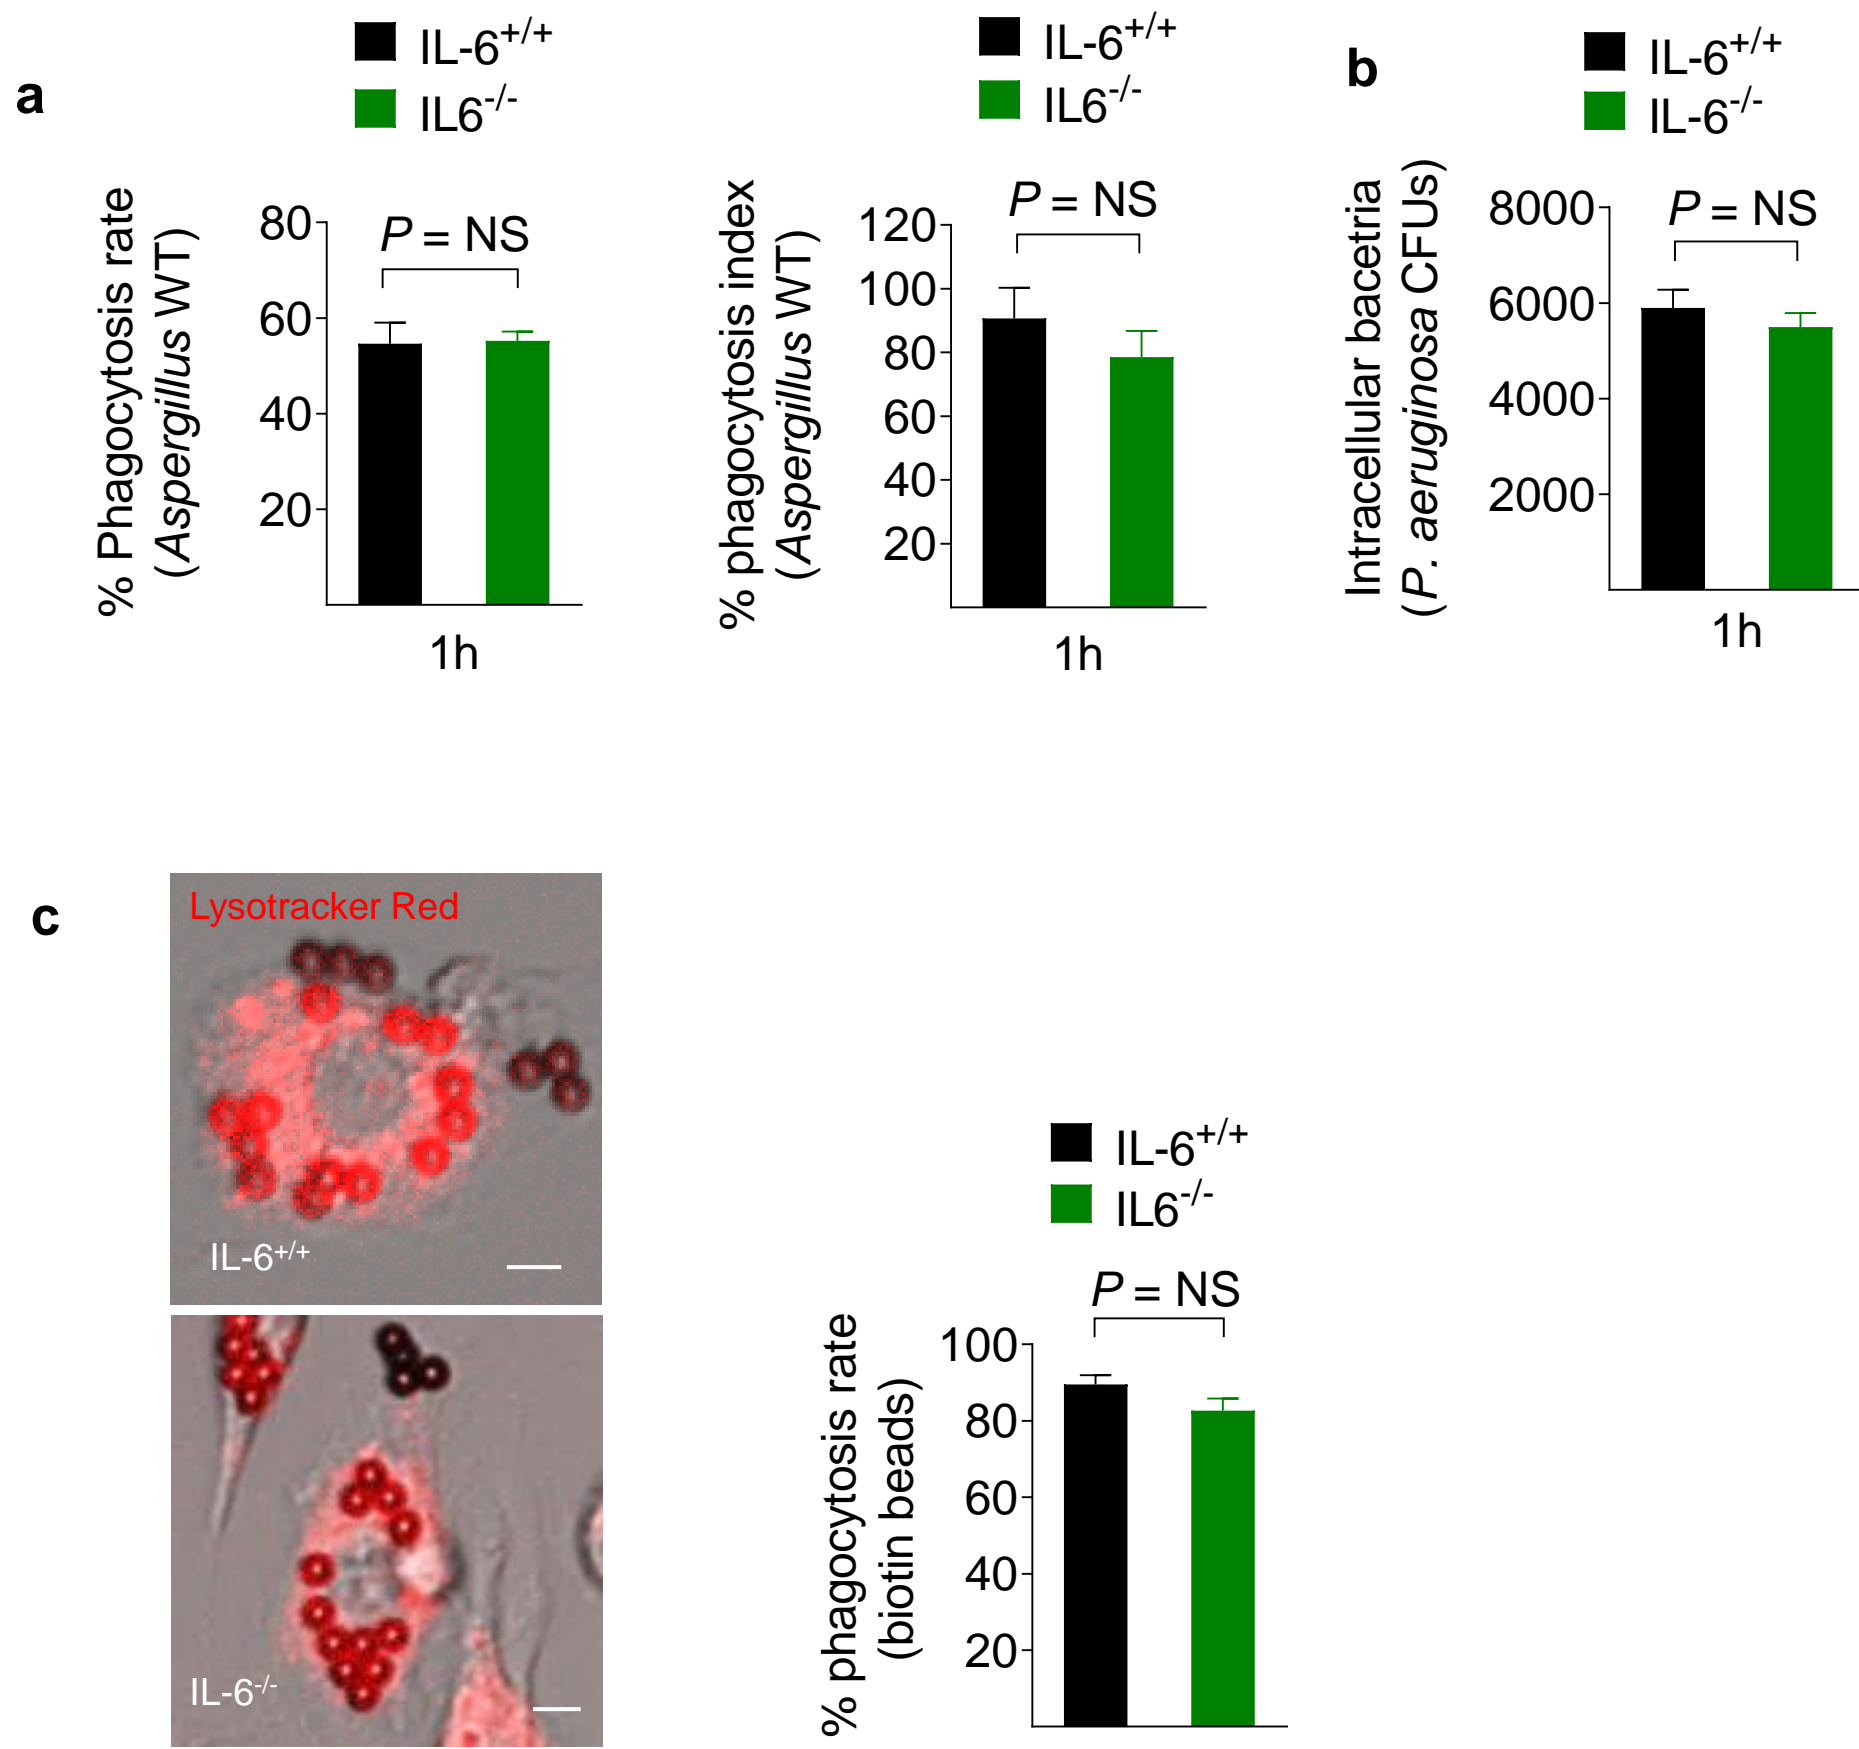 a
IL-6+/+
IL6-/-
% Phagocytosis rate
(Aspergillus WT)
80
60
40
20
P = NS
1h
IL-6+/+
IL6-/-
% phagocytosis index
(Aspergillus WT)
120
100
80
60
40
20
P = NS
1h
b
IL-6+/+
IL-6-/-
Intracellular bacetria
(P. aeruginosa CFUs)
8000
6000
4000
2000
P = NS
1h
c
Lysotracker Red
IL-6+/+
IL-6-/-
IL-6+/+
IL6-/-
% phagocytosis rate
(biotin beads)
100
80
60
40
20
P = NS